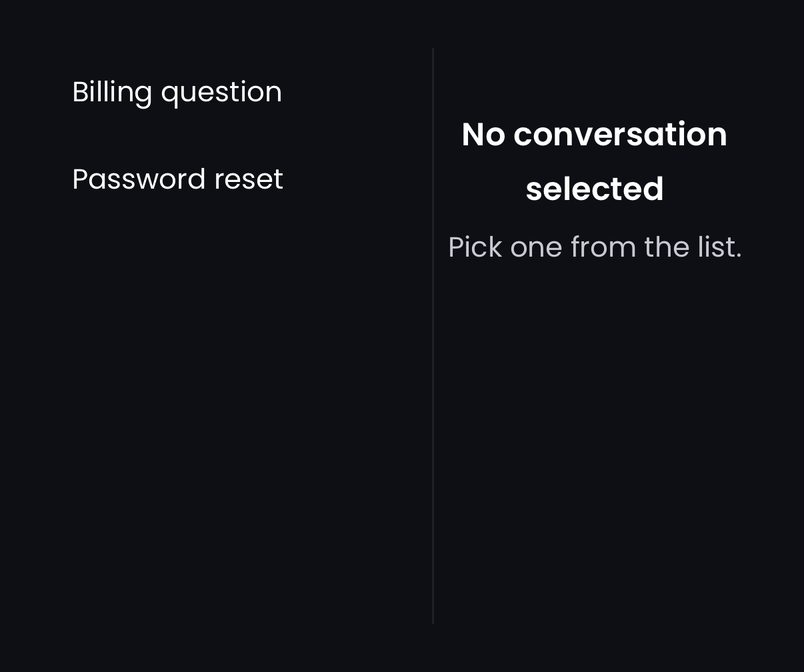 Billing question
Password reset
No conversation
selected
Pick one from the list.